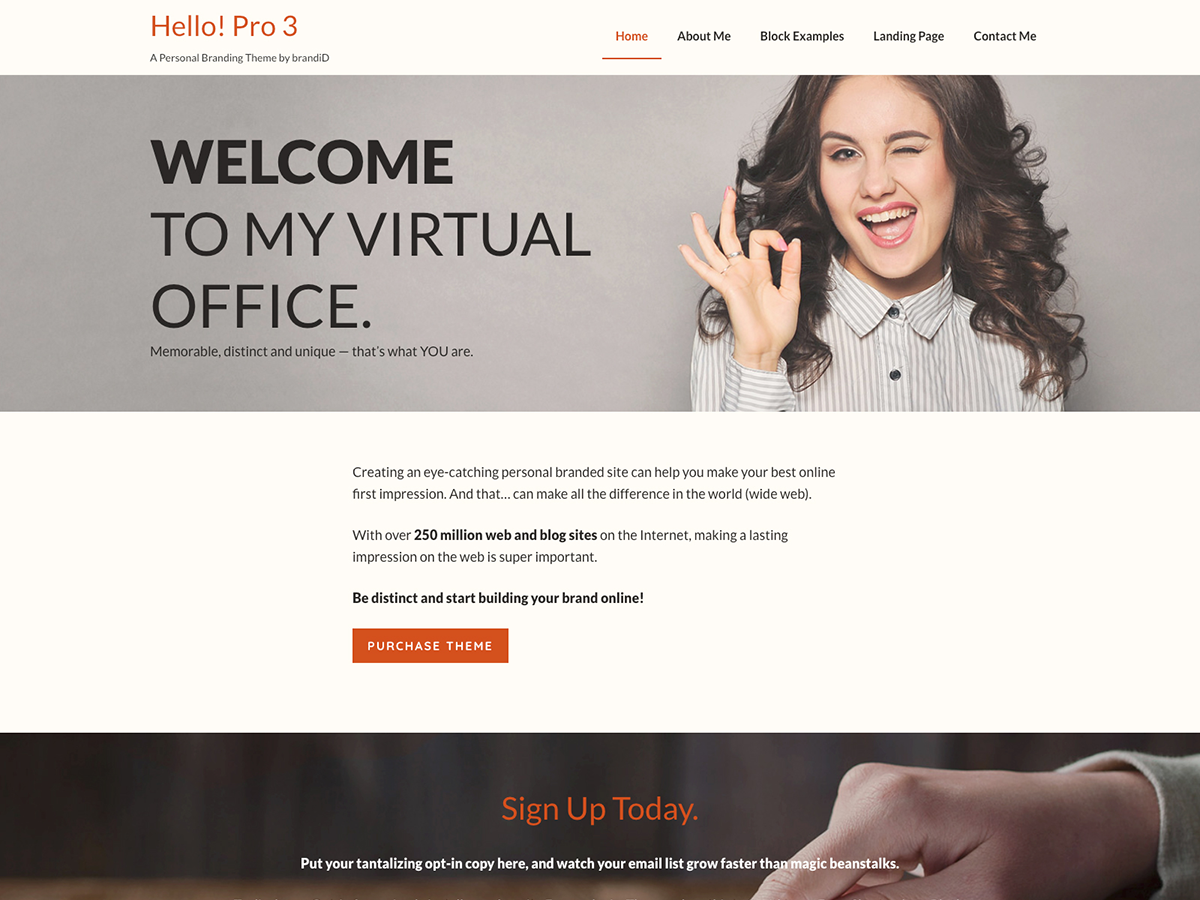 Hello! Pro 3
A Personal Branding Theme by brandiD
Home About Me Block Examples Landing Page Contact Me
WELCOME
TO MY VIRTUAL
OFFICE.
Memorable, distinct and unique — that's what YOU are.
Creating an eye-catching personal branded site can help you make your best online
first impression. And that… can make all the difference in the world (wide web).
With over 250 million web and blog sites on the Internet, making a lasting
impression on the web is super important.
Be distinct and start building your brand online!
PURCHASE THEME
Sign Up Today.
Put your tantalizing opt-in copy here, and watch your email list grow faster than magic beanstalks.